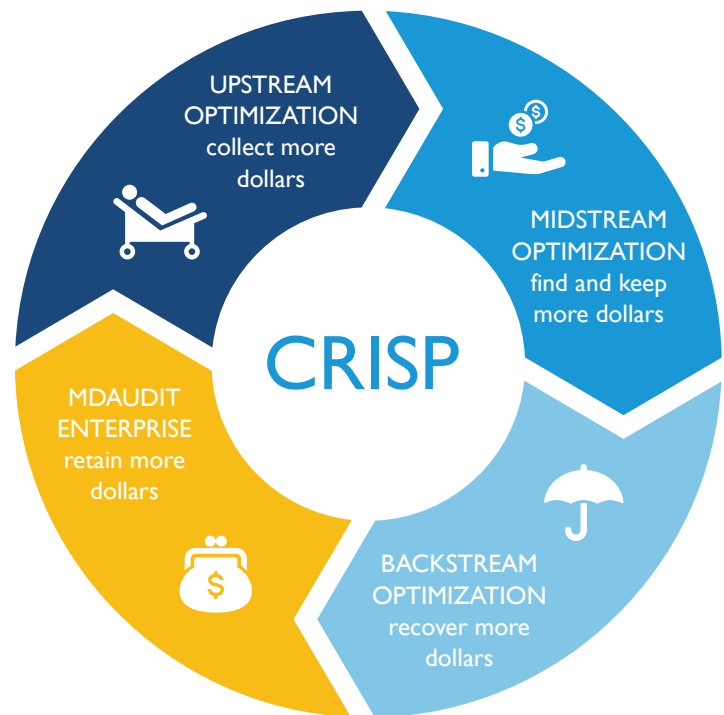 UPSTREAM
OPTIMIZATION
collect more
dollars
$
$
MIDSTREAM
OPTIMIZATION
find and keep
more dollars
CRISP
MDAUDIT
ENTERPRISE
retain more
dollars
$
BACKSTREAM
OPTIMIZATION
recover more
dollars